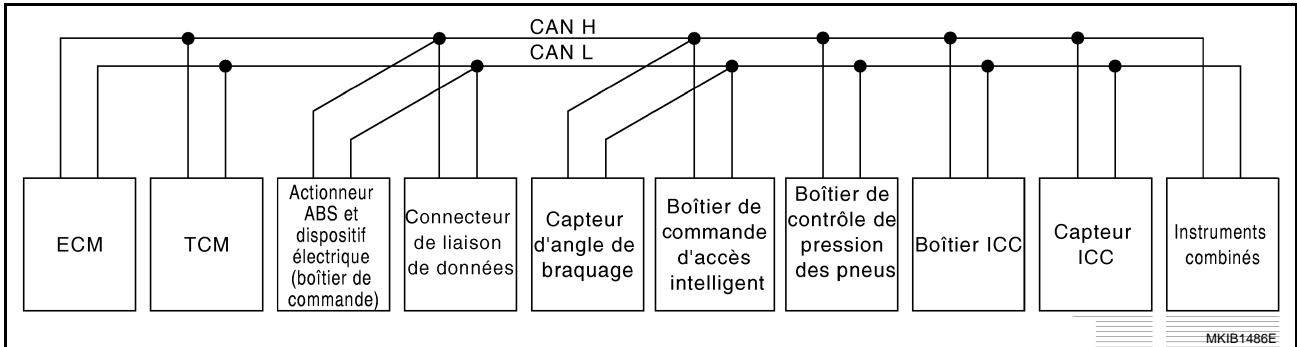 CAN H
CAN L
ECM
TCM
Actionneur
ABS et
dispositif
électrique
(boîtier de
commande)
Connecteur
de liaison
de données
Capteur
d'angle de
braquage
Boîtier de
commande
d'accès
intelligent
Boîtier de
contrôle de
pression
des pneus
Boîtier ICC
Capteur
ICC
Instruments
combinés
MKIB1486E